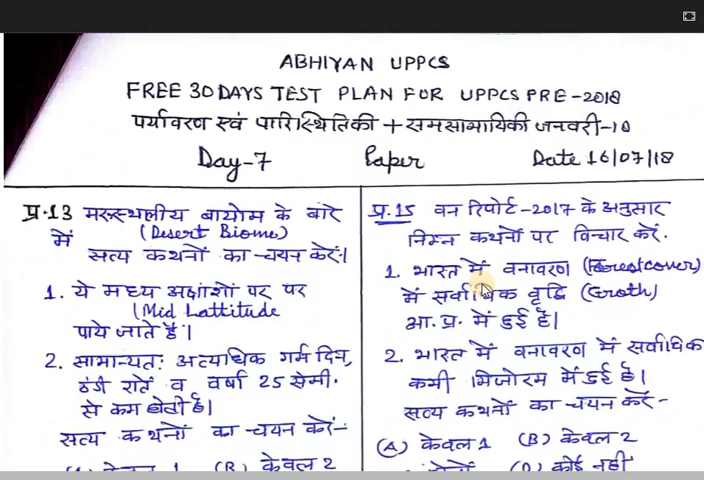 ABHIYAN UPPCS
FREE 30 DAYS TEST PLAN FOR UPPCS PRE-2018
पर्यावरण एवं पारिस्थितिकी + समसामायिकी जनवरी-18
Day-7 Paper Date 16/07/18
प्र.13 मरुस्थलीय बायोम के बारे
में (Desert Biome)
सत्य कथनों का चयन करें।
1. ये मध्य अक्षांशों पर पर
(Mid Lattitude
पाये जाते है।
2. सामान्यतः अत्याधिक गर्म दिन,
ठंडी रातें व वर्षा 25 सेमी.
से कम होती है।
सत्य कथनों का चयन करें-
(A) केवल 1 (B) केवल 2
प्र.15 वन रिपोर्ट-2017 के अनुसार
निम्न कथनों पर विचार करें.
1. भारत में वनावरण (Forestcover)
में सर्वाधिक वृद्धि (Groth)
आ.प्र. में हुई है।
2. भारत में वनावरण में सर्वाधिक
कमी मिजोरम में हुई है।
सत्य कथनों का चयन करें-
(A) केवल 1 (B) केवल 2
दोनों (D) कोई नहीं